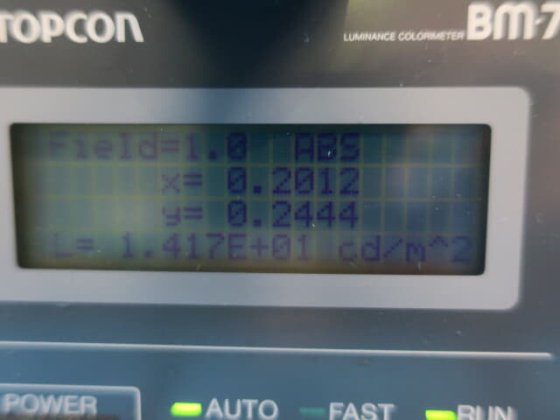 TOPCON
LUMINANCE COLORIMETER BM-7
Field=1.0 ABS
x= 0.2012
y= 0.2444
L= 1.417E+01 cd/m^2
POWER
AUTO FAST RUN